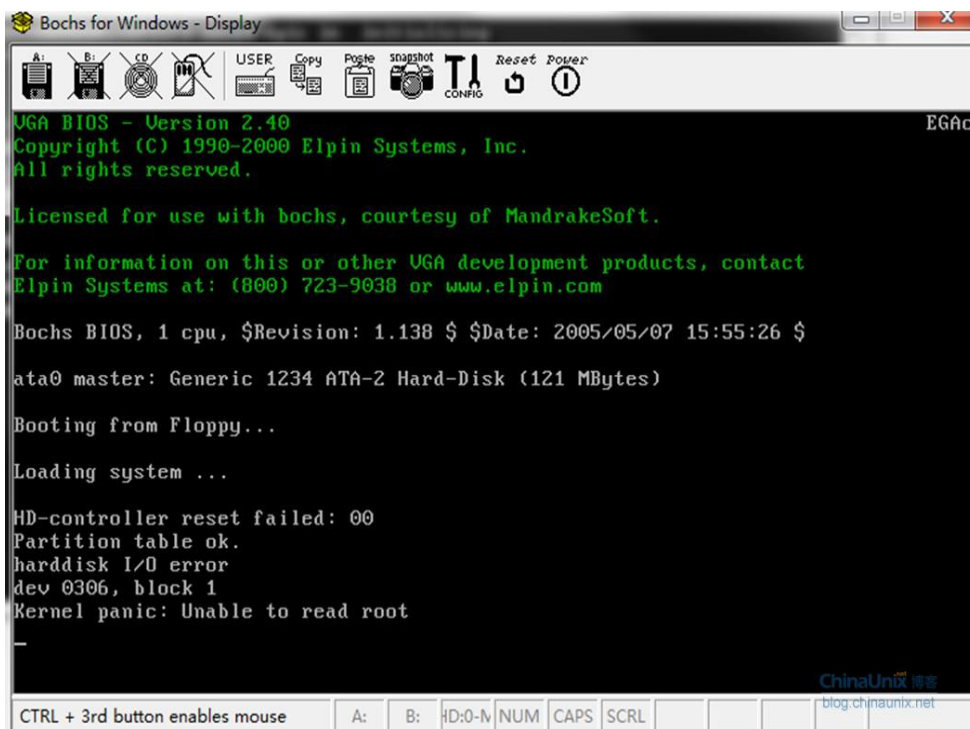 Bochs for Windows - Display
A:
B:
CD
USER
Copy
Paste
snapshot
CONFIG
Reset
Power
VGA BIOS - Version 2.40
EGAc
Copyright (C) 1990-2000 Elpin Systems, Inc.
All rights reserved.
Licensed for use with bochs, courtesy of MandrakeSoft.
For information on this or other VGA development products, contact
Elpin Systems at: (800) 723-9038 or www.elpin.com
Bochs BIOS, 1 cpu, $Revision: 1.138 $ $Date: 2005/05/07 15:55:26 $
ata0 master: Generic 1234 ATA-2 Hard-Disk (121 MBytes)
Booting from Floppy...
Loading system ...
HD-controller reset failed: 00
Partition table ok.
harddisk I/O error
dev 0306, block 1
Kernel panic: Unable to read root
ChinaUnix 博客
blog.chinaunix.net
CTRL + 3rd button enables mouse
A:
B:
NUM
CAPS
SCRL